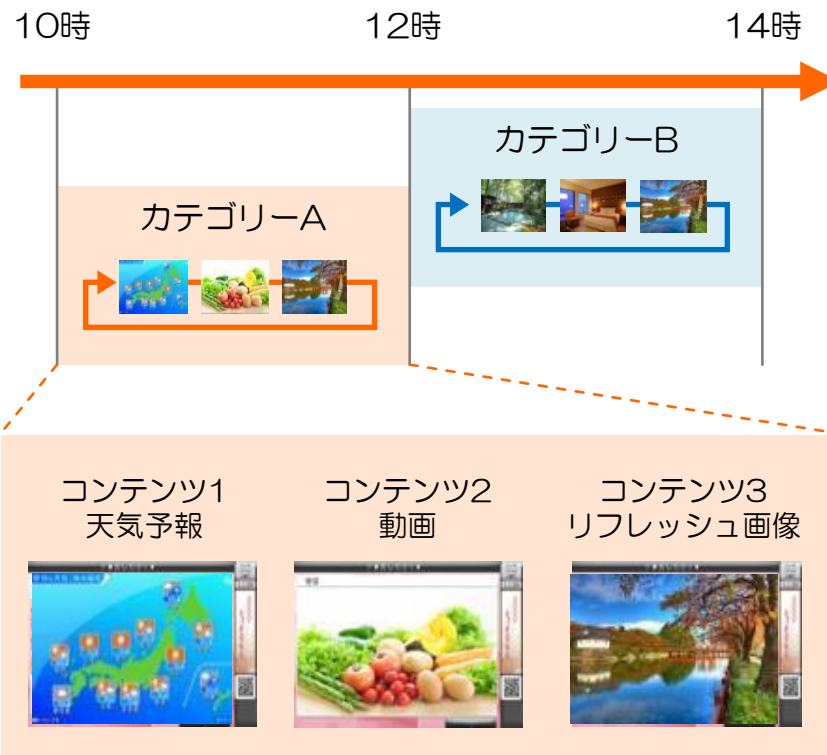 10時
12時
14時
カテゴリーB
カテゴリーA
コンテンツ1
天気予報
コンテンツ2
動画
コンテンツ3
リフレッシュ画像